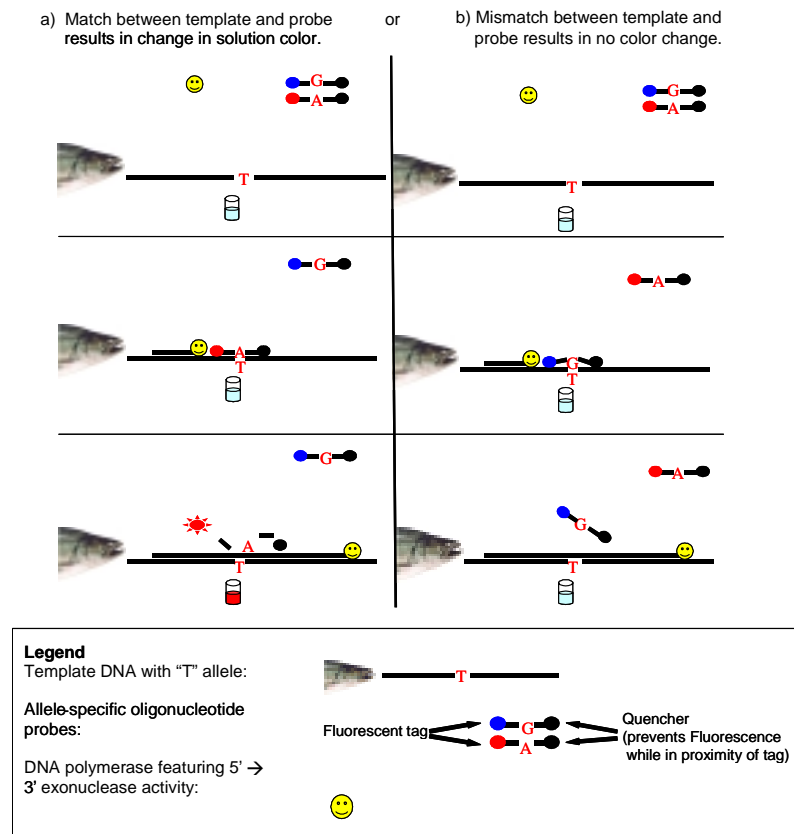 a) Match between template and probe
results in change in solution color.
or
b) Mismatch between template and
probe results in no color change.
G
A
G
A
T
T
G
A
A
T
G
T
G
A
A
T
G
T
Legend
Template DNA with "T" allele:
T
Allele-specific oligonucleotide
probes:
Fluorescent tag
G
A
Quencher
(prevents Fluorescence
while in proximity of tag)
DNA polymerase featuring 5' →
3' exonuclease activity: